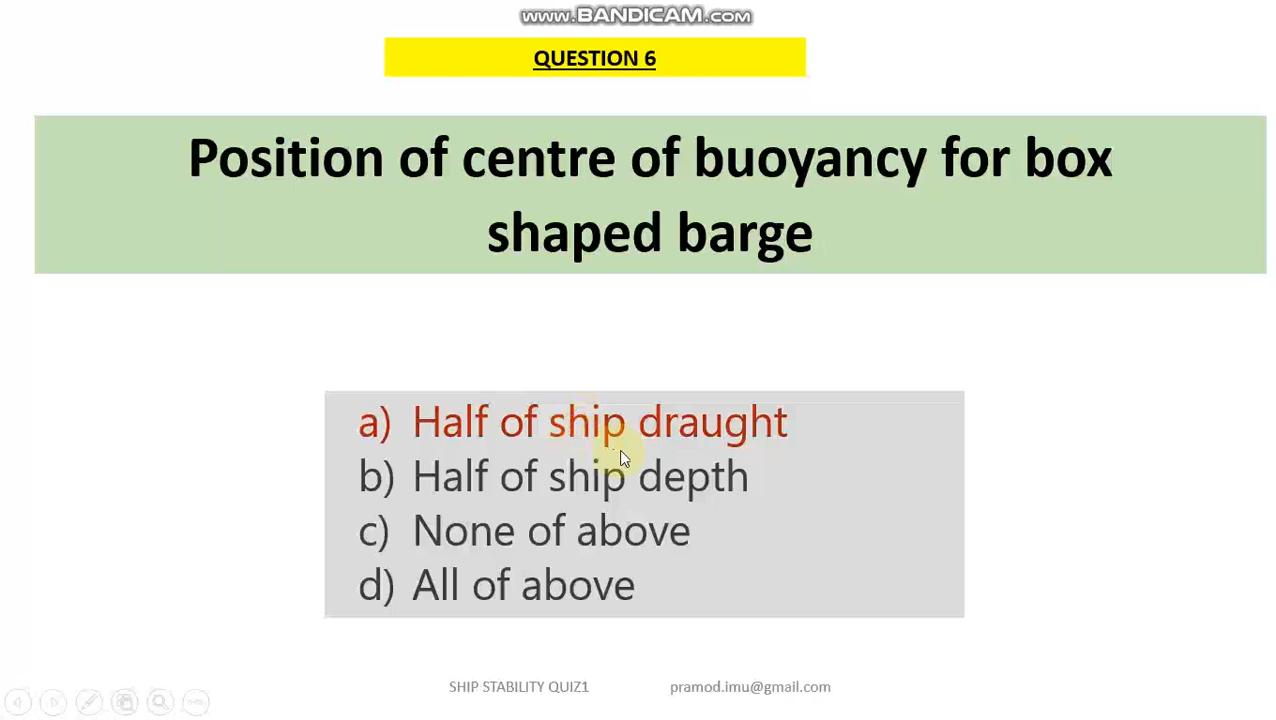 www.BANDICAM.com
QUESTION 6
Position of centre of buoyancy for box
shaped barge
a) Half of ship draught
b) Half of ship depth
c) None of above
d) All of above
SHIP STABILITY QUIZ1 pramod.imu@gmail.com